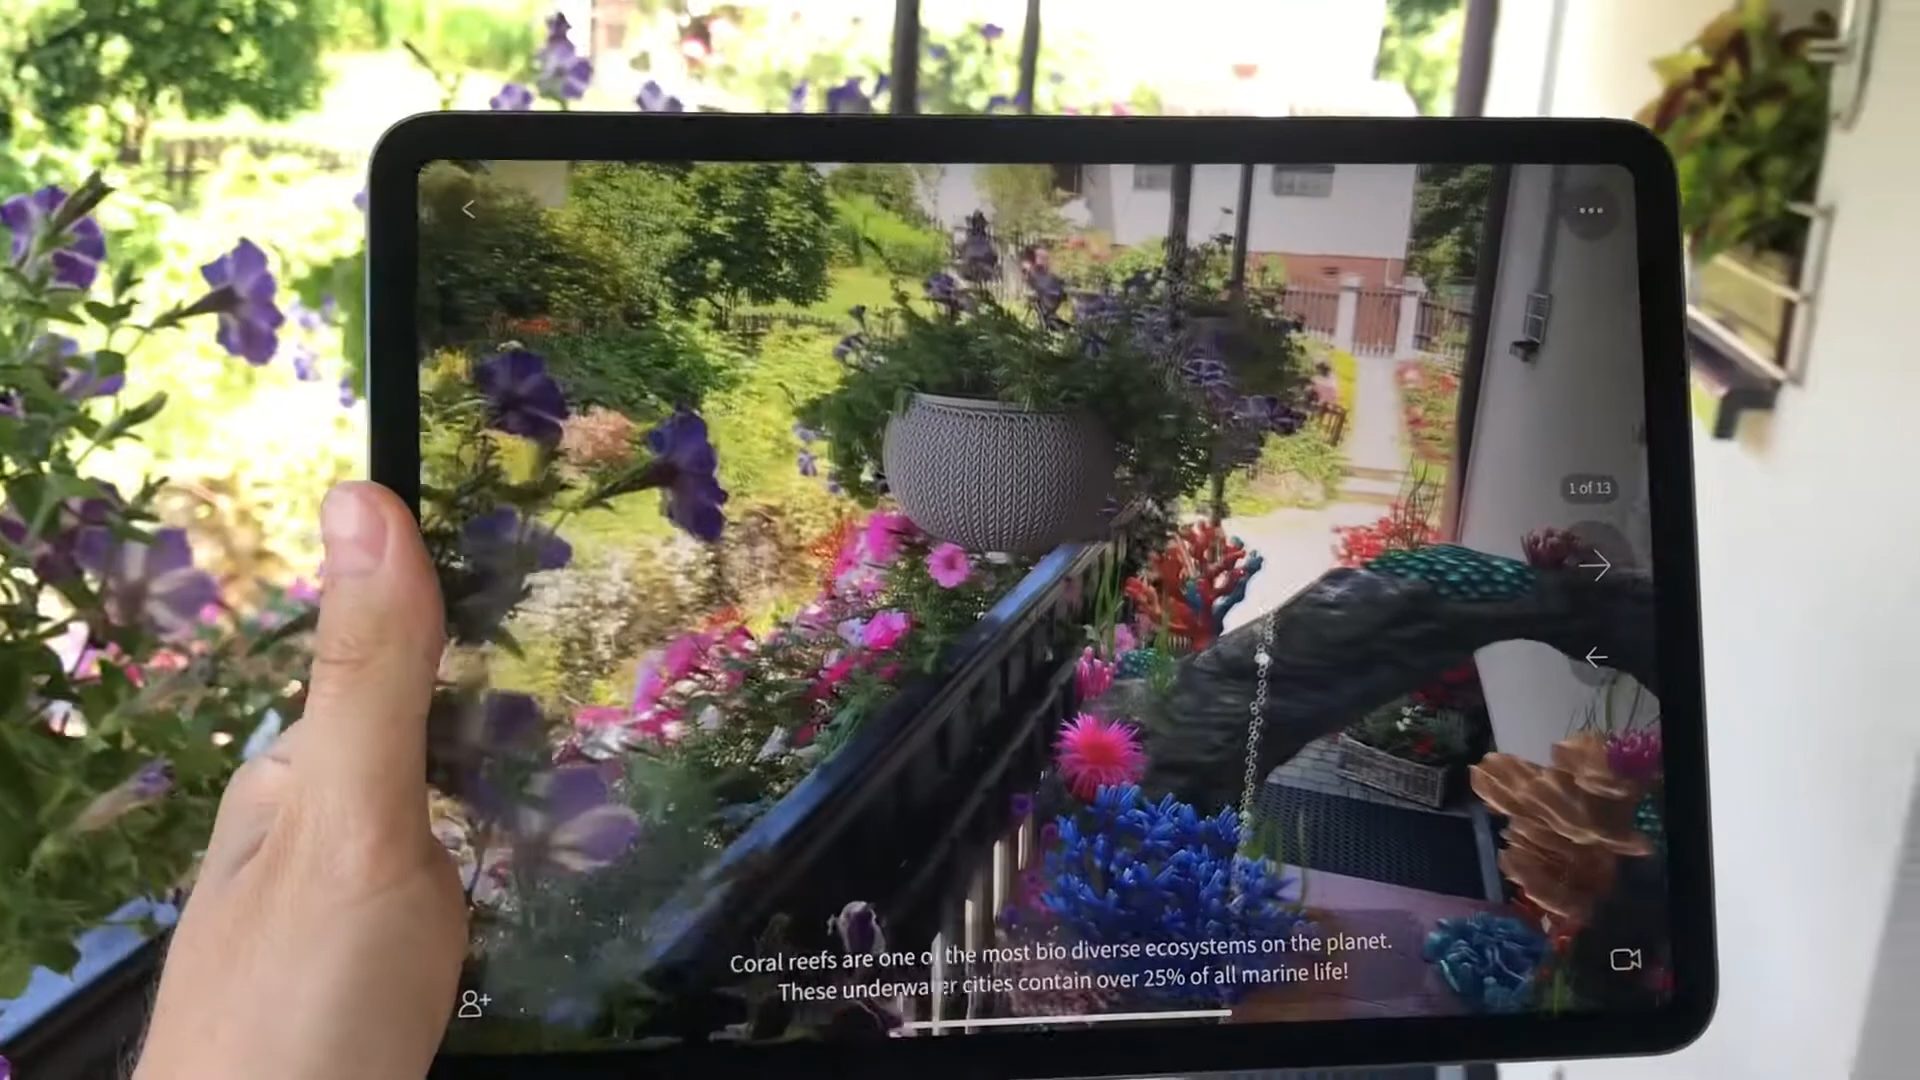 1 of 13
Coral reefs are one of the most bio diverse ecosystems on the planet.
These underwater cities contain over 25% of all marine life!